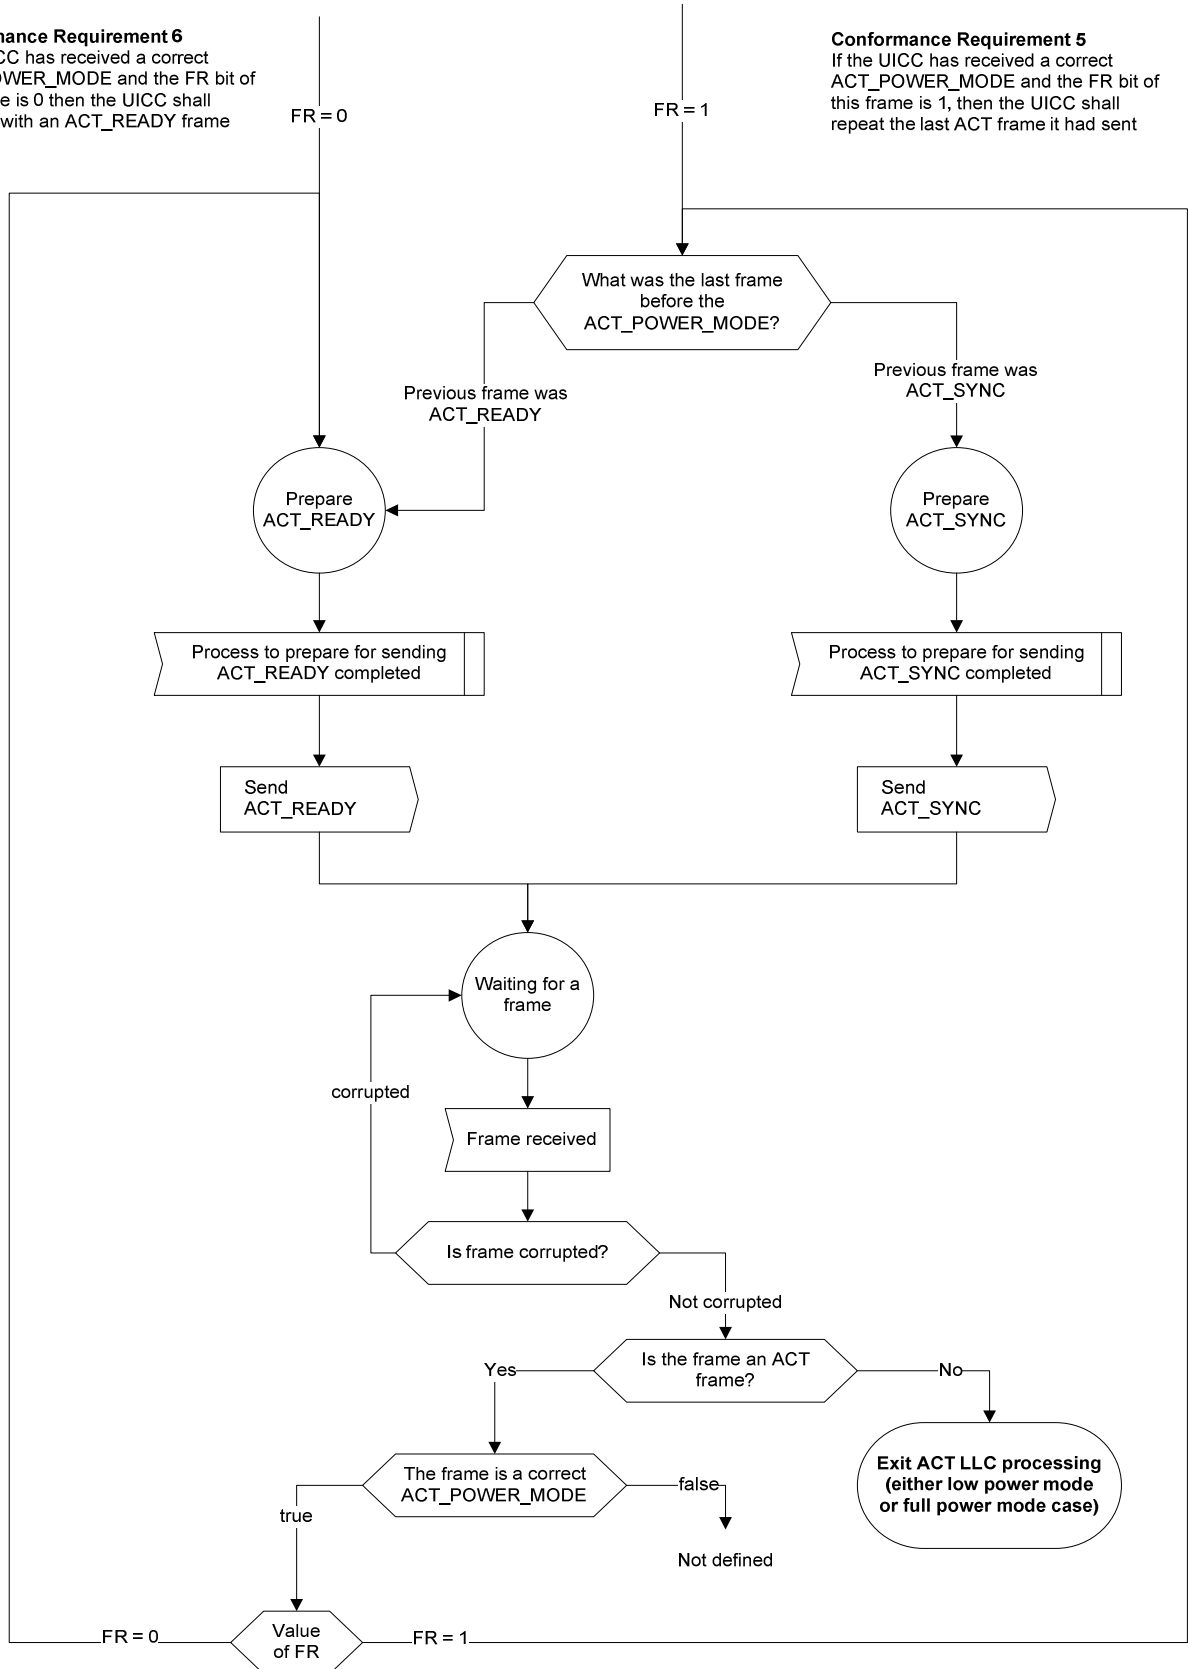 mance Requirement 6
CC has received a correct
OWER_MODE and the FR bit of
e is 0 then the UICC shall
with an ACT_READY frame
FR = 0
FR = 1
Conformance Requirement 5
If the UICC has received a correct
ACT_POWER_MODE and the FR bit of
this frame is 1, then the UICC shall
repeat the last ACT frame it had sent
What was the last frame
before the
ACT_POWER_MODE?
Previous frame was
ACT_READY
Previous frame was
ACT_SYNC
Prepare
ACT_READY
Prepare
ACT_SYNC
Process to prepare for sending
ACT_READY completed
Process to prepare for sending
ACT_SYNC completed
Send
ACT_READY
Send
ACT_SYNC
Waiting for a
frame
corrupted
Frame received
Is frame corrupted?
Not corrupted
Is the frame an ACT
frame?
Yes
No
The frame is a correct
ACT_POWER_MODE
false
true
Not defined
Exit ACT LLC processing
(either low power mode
or full power mode case)
Value
of FR
FR = 0
FR = 1